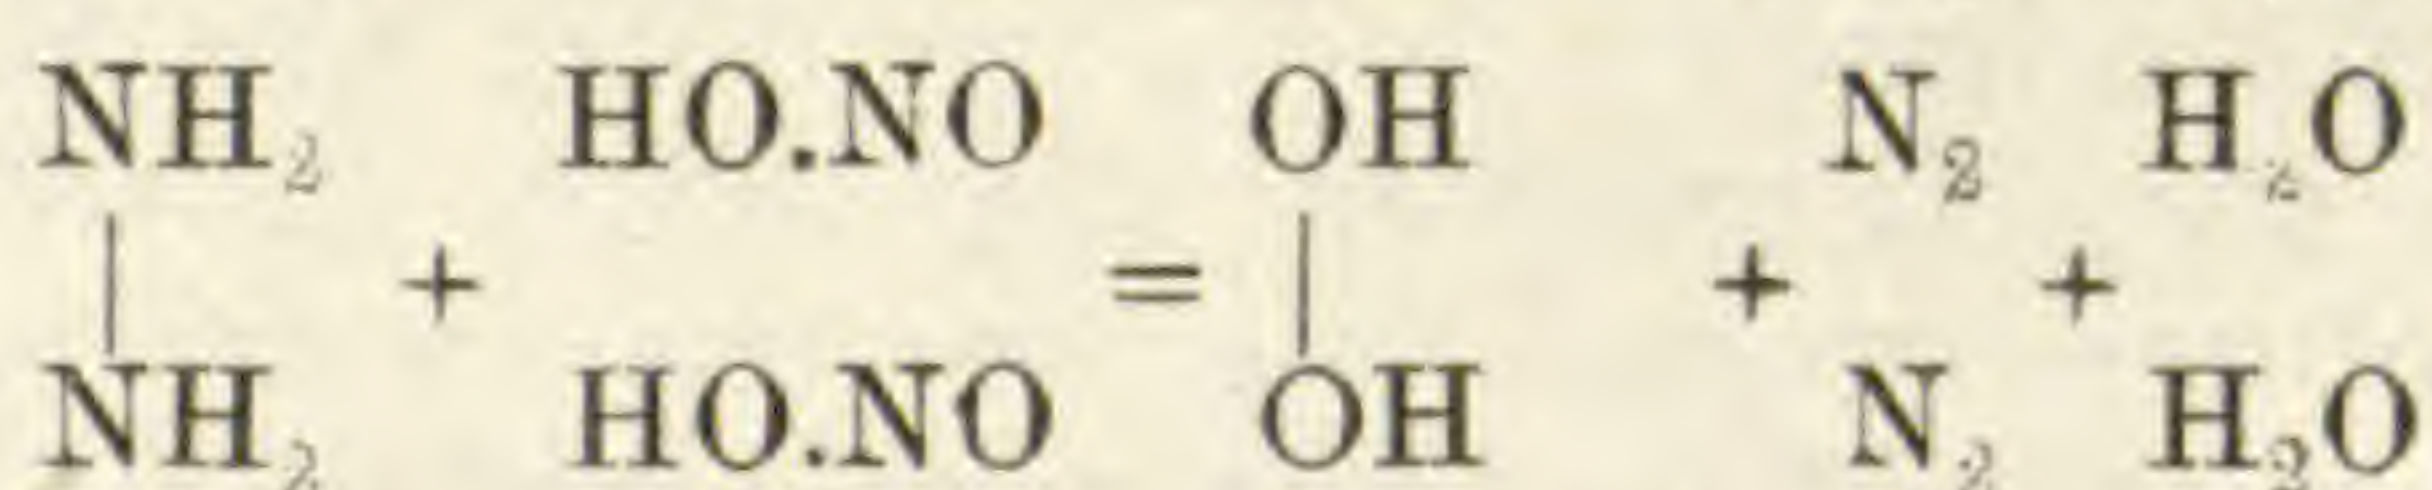 NH₂ HO.NO OH N₂ H₂O
| + = | + +
NH₂ HO.NO OH N₂ H₂O